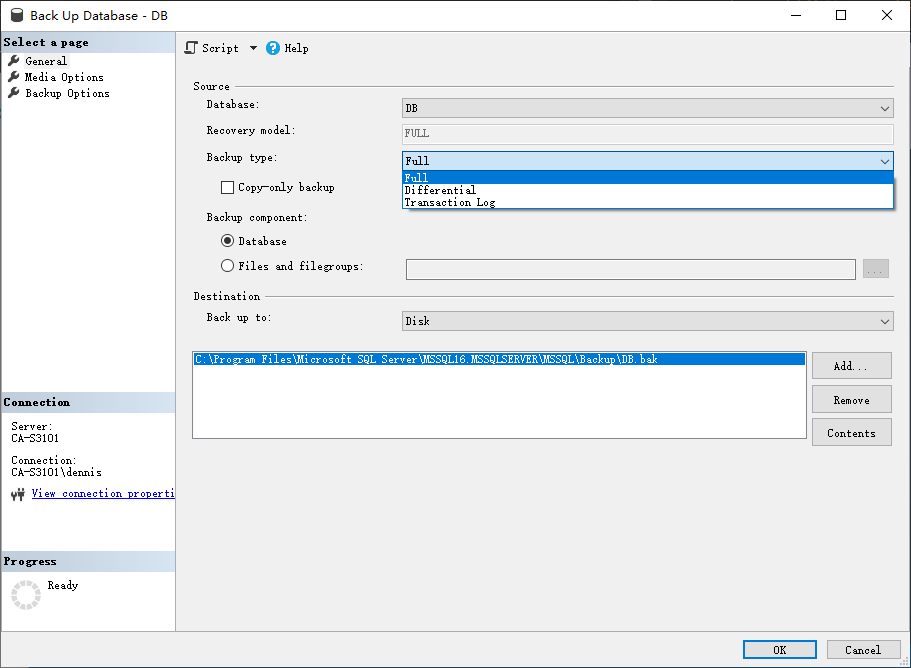 Back Up Database - DB
Select a page
General
Media Options
Backup Options
Script
Help
Source
Database:
DB
Recovery model:
FULL
Backup type:
Full
Full
Differential
Transaction Log
Copy-only backup
Backup component:
Database
Files and filegroups:
...
Destination
Back up to:
Disk
C:\Program Files\Microsoft SQL Server\MSSQL16.MSSQLSERVER\MSSQL\Backup\DB.bak
Add...
Remove
Contents
Connection
Server:
CA-S3101
Connection:
CA-S3101\dennis
View connection properti
Progress
Ready
OK
Cancel